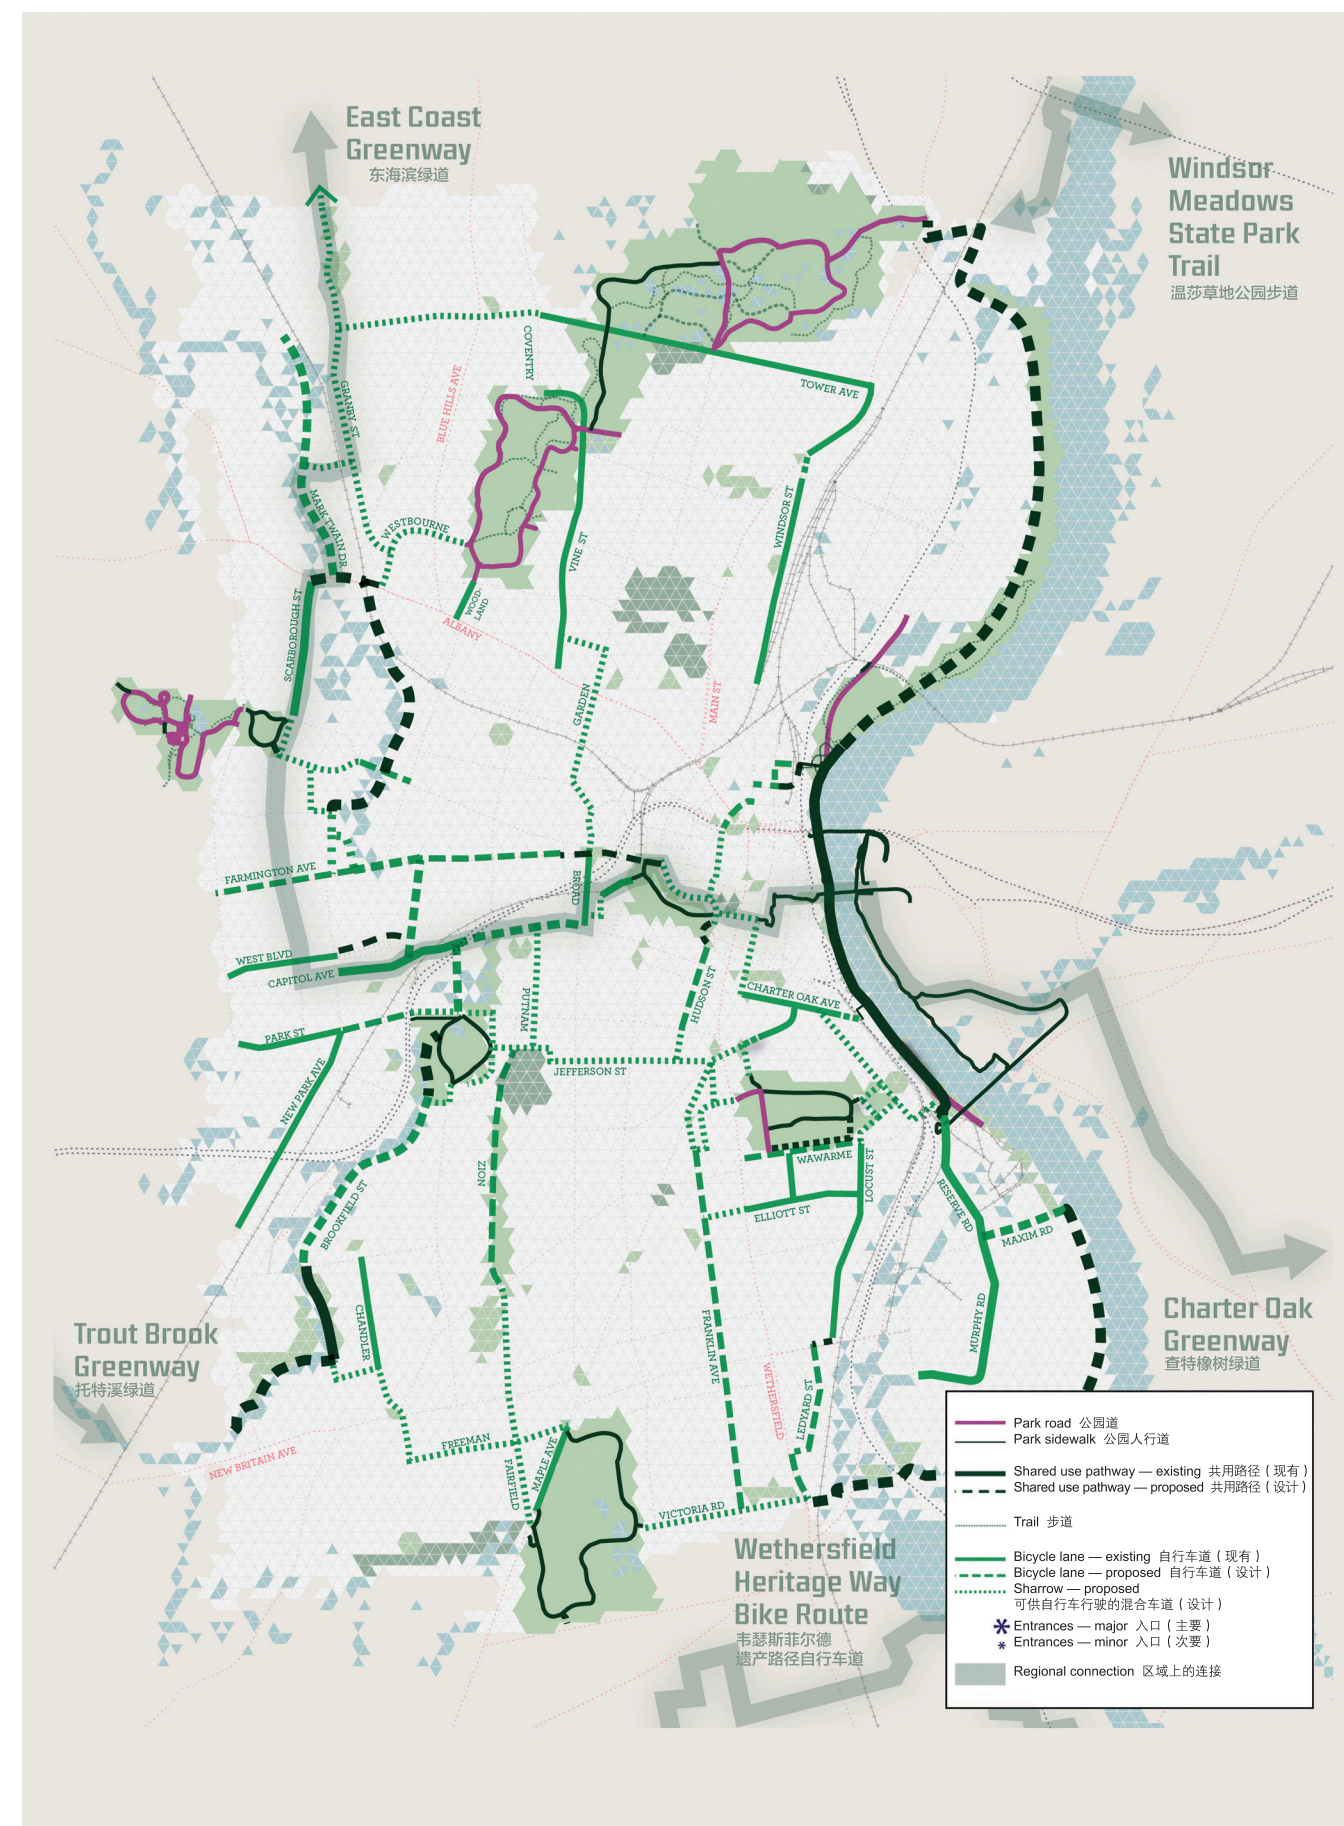 East Coast
Greenway
东海滨绿道
Windsor
Meadows
State Park
Trail
温莎草地公园步道
COVENTRY
TOWER AVE
BLUE HILLS AVE
GRANBY ST
MARK TWAIN DR
WESTBOURNE
WINDSOR ST
VINE ST
WOOD-
LAND
ALBANY
SCARBOROUGH ST
GARDEN
MAIN ST
FARMINGTON AVE
BROAD
WEST BLVD
CAPITOL AVE
PUTNAM
HUDSON ST
CHARTER OAK AVE
PARK ST
NEW PARK AVE
JEFFERSON ST
ZION
WAWARME
LOCUST ST
BROOKFIELD ST
ELLIOTT ST
RESERVE RD
MAXIM RD
CHANDLER
FRANKLIN AVE
MURPHY RD
Trout Brook
Greenway
托特溪绿道
Charter Oak
Greenway
查特橡树绿道
WETHERSFIELD
LEDYARD ST
NEW BRITAIN AVE
FREEMAN
FAIRFIELD
MAPLE AVE
VICTORIA RD
Wethersfield
Heritage Way
Bike Route
韦瑟斯菲尔德
遗产路径自行车道
Park road 公园道
Park sidewalk 公园人行道
Shared use pathway — existing 共用路径 ( 现有 )
Shared use pathway — proposed 共用路径 ( 设计 )
Trail 步道
Bicycle lane — existing 自行车道 ( 现有 )
Bicycle lane — proposed 自行车道 ( 设计 )
Sharrow — proposed
可供自行车行驶的混合车道 ( 设计 )
Entrances — major 入口 ( 主要 )
Entrances — minor 入口 ( 次要 )
Regional connection 区域上的连接